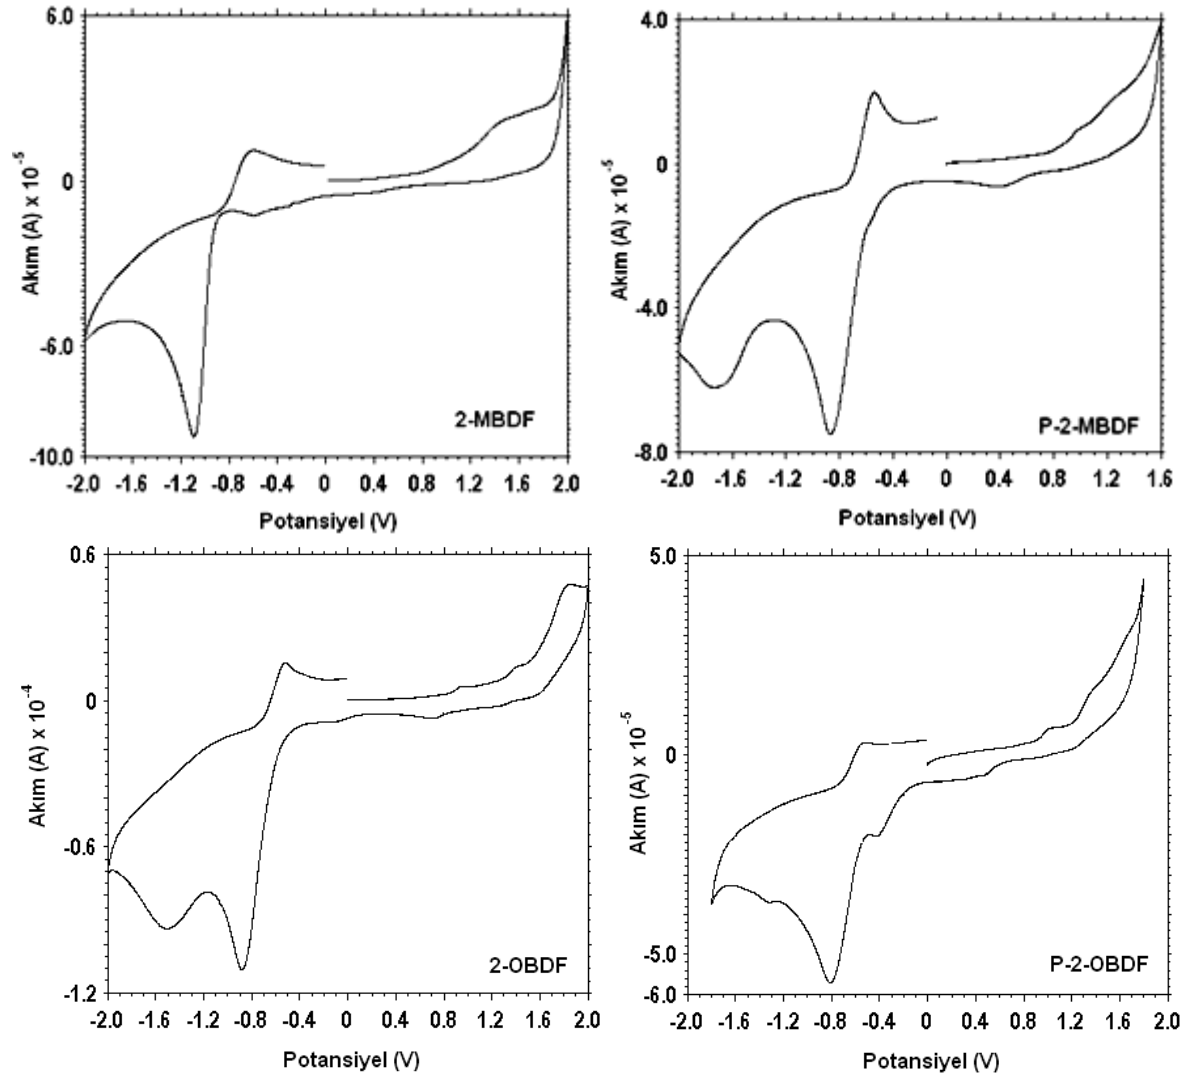 6.0
0
-6.0
-10.0
Akım (A) x 10-5
2-MBDF
-2.0 -1.6 -1.2 -0.8 -0.4 0 0.4 0.8 1.2 1.6 2.0
Potansiyel (V)
4.0
0
-4.0
-8.0
Akım (A) x 10-5
P-2-MBDF
-2.0 -1.6 -1.2 -0.8 -0.4 0 0.4 0.8 1.2 1.6
Potansiyel (V)
0.6
0
-0.6
-1.2
Akım (A) x 10-4
2-OBDF
-2.0 -1.6 -1.2 -0.8 -0.4 0 0.4 0.8 1.2 1.6 2.0
Potansiyel (V)
5.0
0
-5.0
-6.0
Akım (A) x 10-5
P-2-OBDF
-2.0 -1.6 -1.2 -0.8 -0.4 0 0.4 0.8 1.2 1.6 2.0
Potansiyel (V)